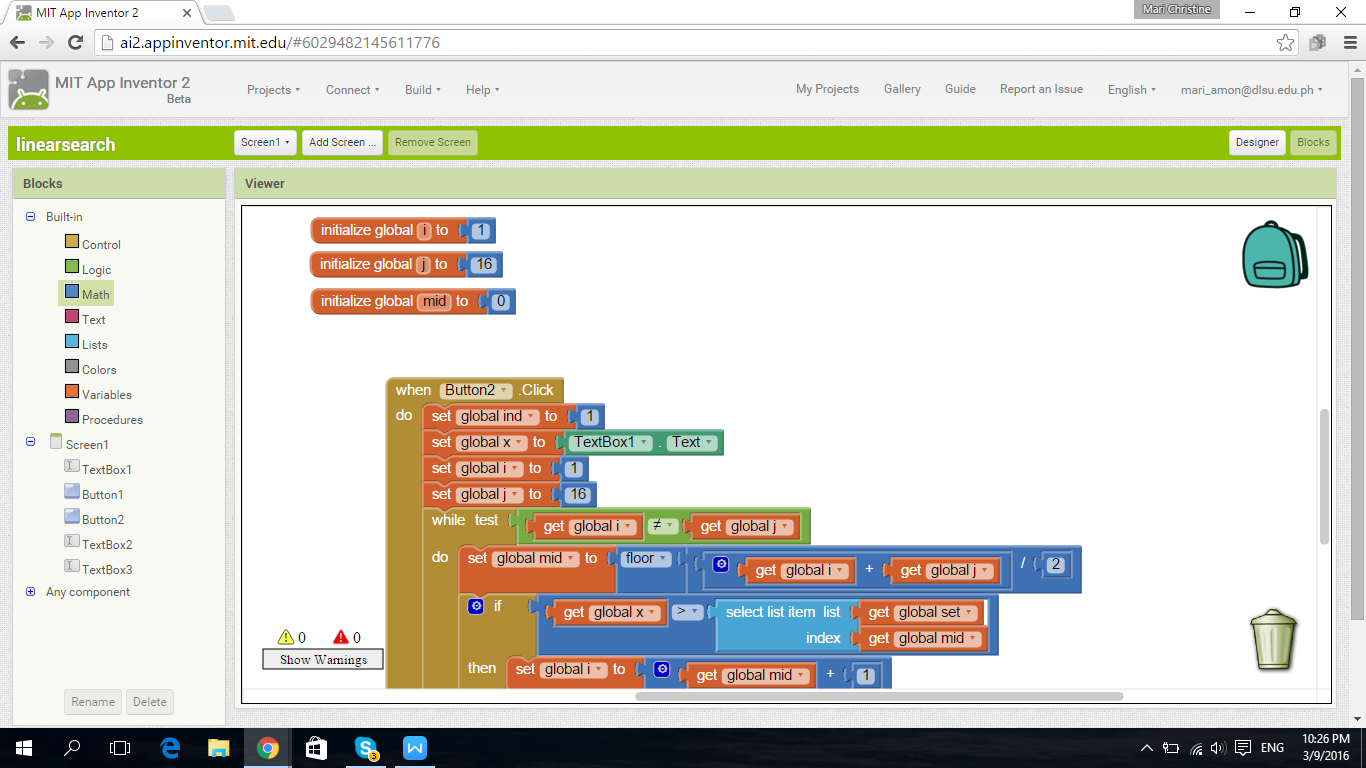 MIT App Inventor 2
Mari Christine
ai2.appinventor.mit.edu/#6029482145611776
MIT App Inventor 2
Beta
Projects Connect Build Help My Projects Gallery Guide Report an Issue English mari_amon@dlsu.edu.ph
linearsearch Screen1 Add Screen ... Remove Screen Designer Blocks
Blocks Viewer
Built-in
Control
Logic
Math
Text
Lists
Colors
Variables
Procedures
Screen1
TextBox1
Button1
Button2
TextBox2
TextBox3
Any component
Rename Delete
initialize global i to 1
initialize global j to 16
initialize global mid to 0
when Button2 .Click
do set global ind to 1
set global x to TextBox1 . Text
set global i to 1
set global j to 16
while test get global i ≠ get global j
do set global mid to floor get global i + get global j / 2
if get global x > select list item list get global set
index get global mid
then set global i to get global mid + 1
0 0
Show Warnings
3
W
ENG
10:26 PM
3/9/2016